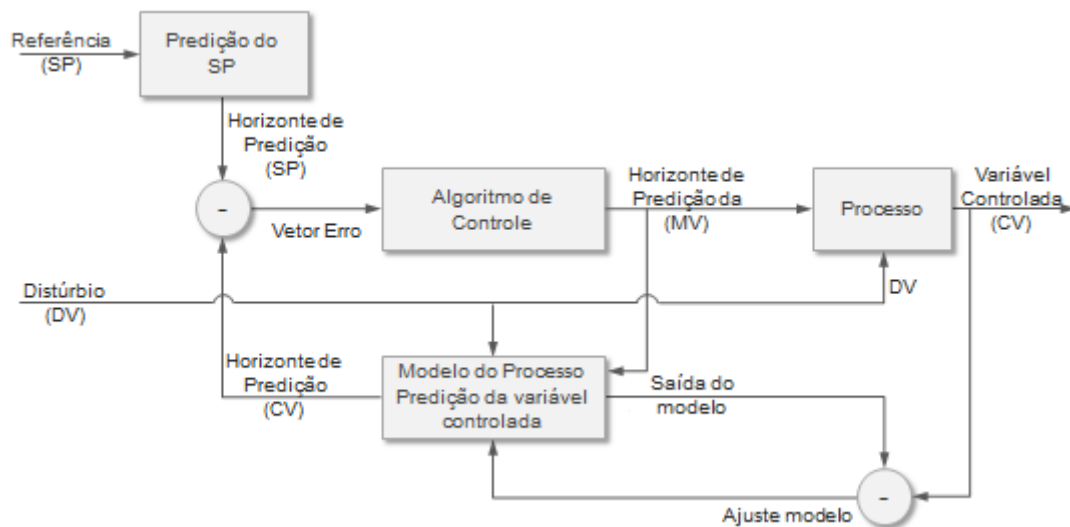 Referência
(SP)
Predição do
SP
Horizonte de
Predição
(SP)
-
Vetor Erro
Algoritmo de
Controle
Horizonte de
Predição da
(MV)
Processo
Variável
Controlada
(CV)
Distúrbio
(DV)
DV
Horizonte de
Predição
(CV)
Modelo do Processo
Predição da variável
controlada
Saída do
modelo
-
Ajuste modelo